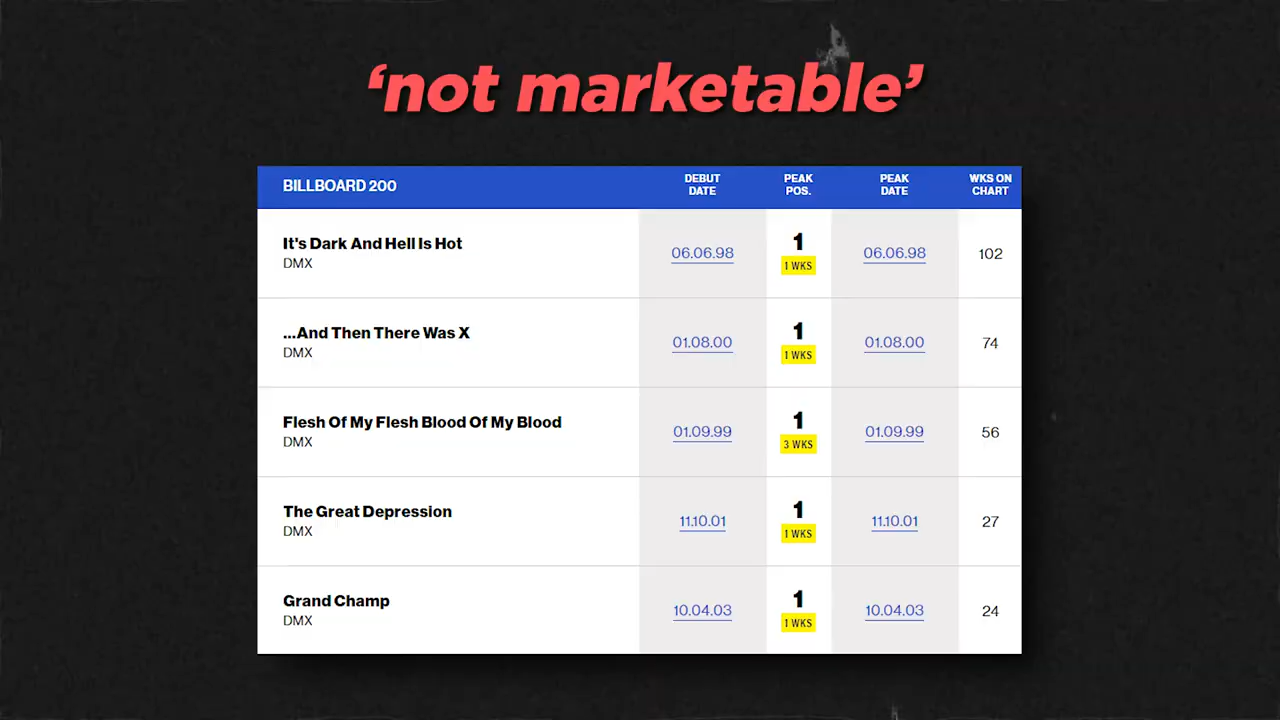 ‘not marketable’
BILLBOARD 200 DEBUT DATE PEAK POS. PEAK DATE WKS ON CHART
It's Dark And Hell Is Hot
DMX
06.06.98
1
1 WKS
06.06.98
102
...And Then There Was X
DMX
01.08.00
1
1 WKS
01.08.00
74
Flesh Of My Flesh Blood Of My Blood
DMX
01.09.99
1
3 WKS
01.09.99
56
The Great Depression
DMX
11.10.01
1
1 WKS
11.10.01
27
Grand Champ
DMX
10.04.03
1
1 WKS
10.04.03
24